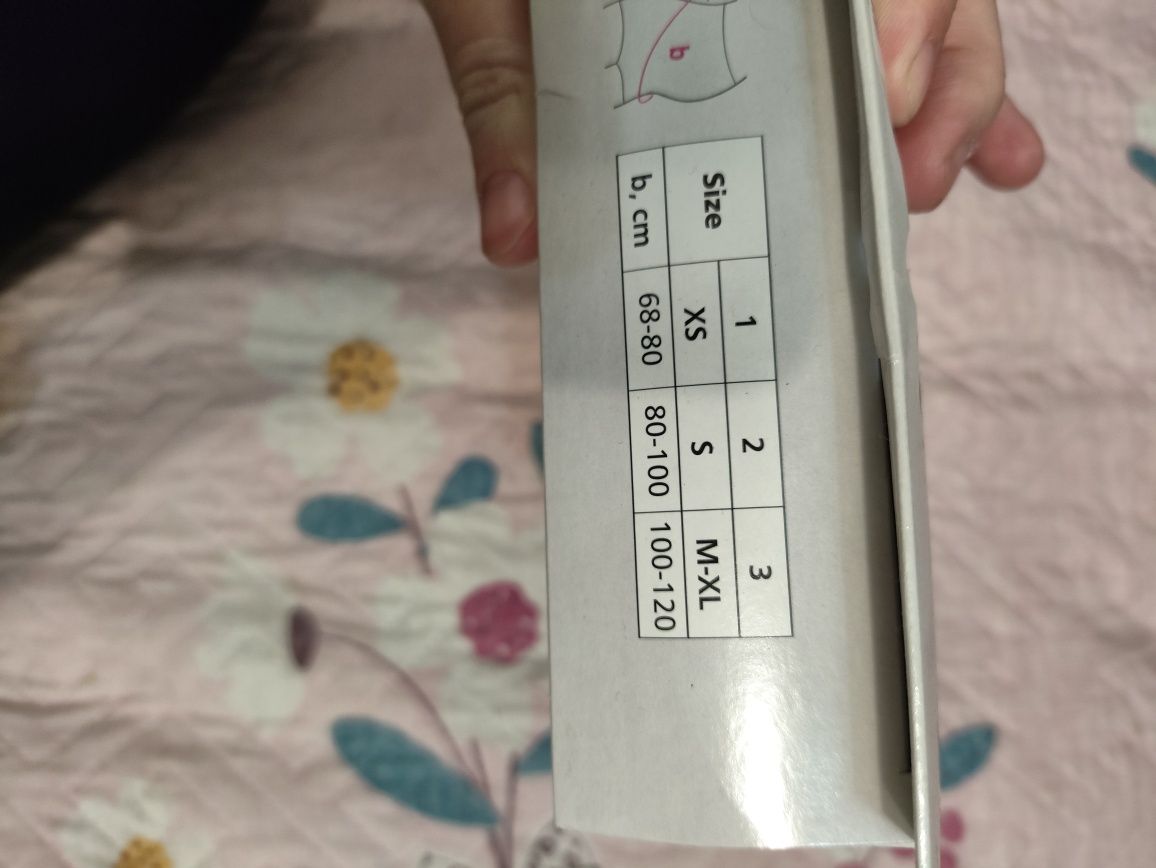 b
Size 1 2 3
XS S M-XL
b, cm 68-80 80-100 100-120